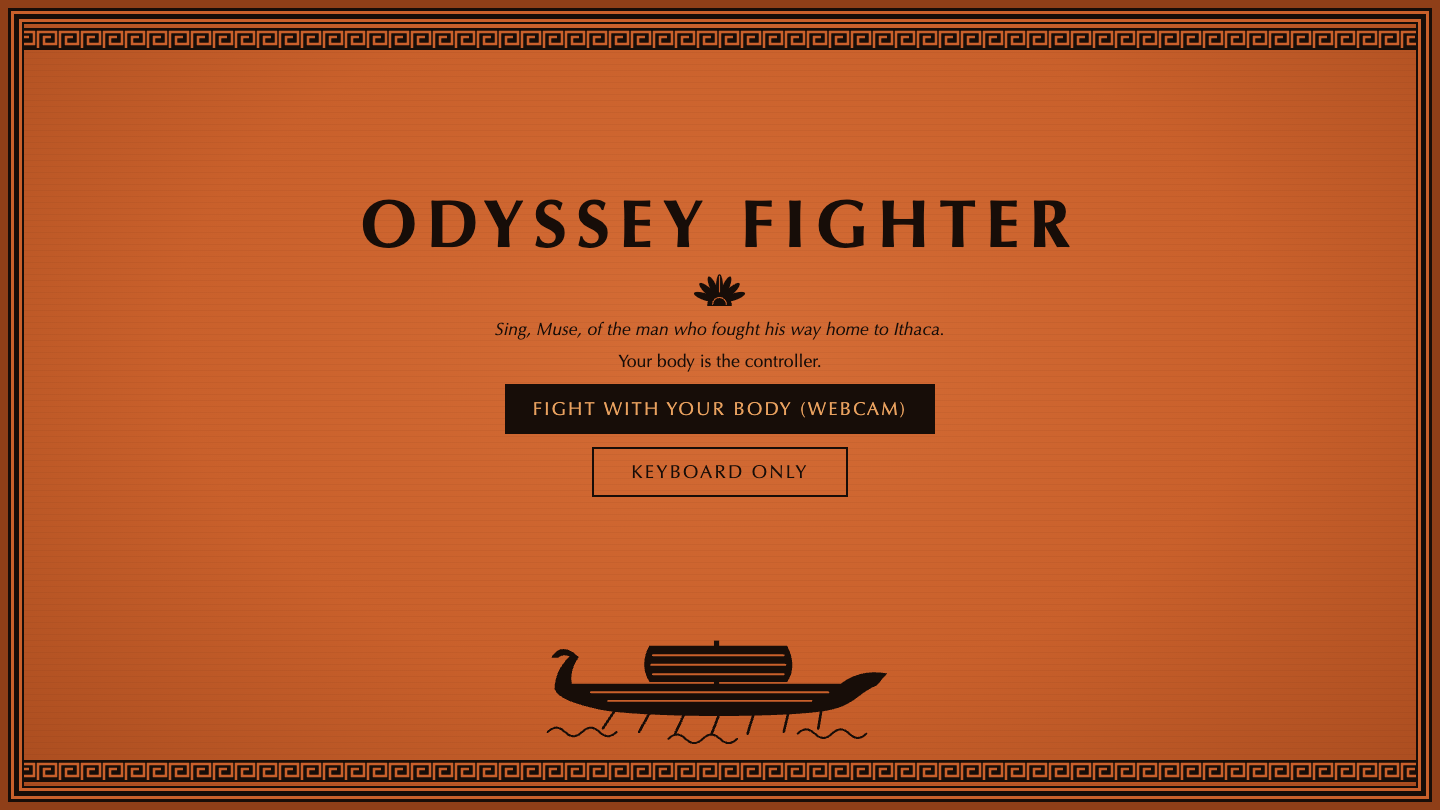 ODYSSEY FIGHTER
Sing, Muse, of the man who fought his way home to Ithaca.
Your body is the controller.
FIGHT WITH YOUR BODY (WEBCAM)
KEYBOARD ONLY